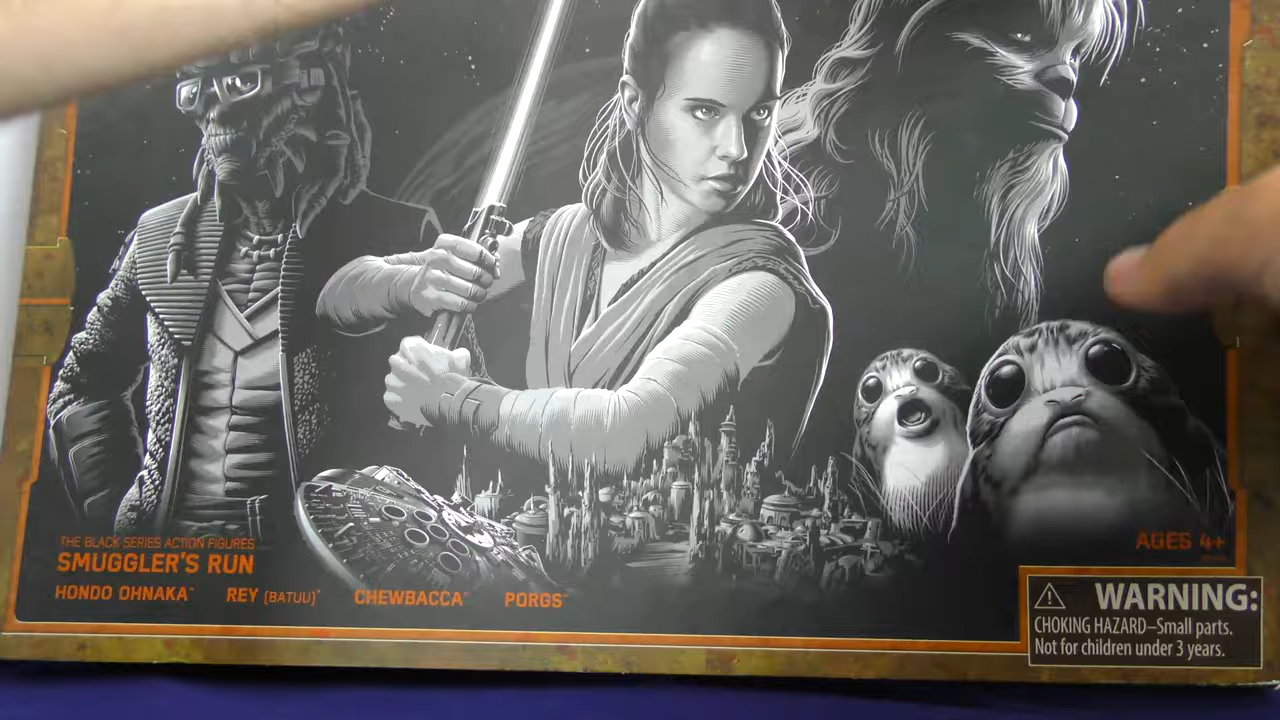 THE BLACK SERIES ACTION FIGURES
SMUGGLER'S RUN
HONDO OHNAKA™ REY (BATUU)™ CHEWBACCA™ PORGS™
AGES 4+
WARNING:
CHOKING HAZARD–Small parts.
Not for children under 3 years.